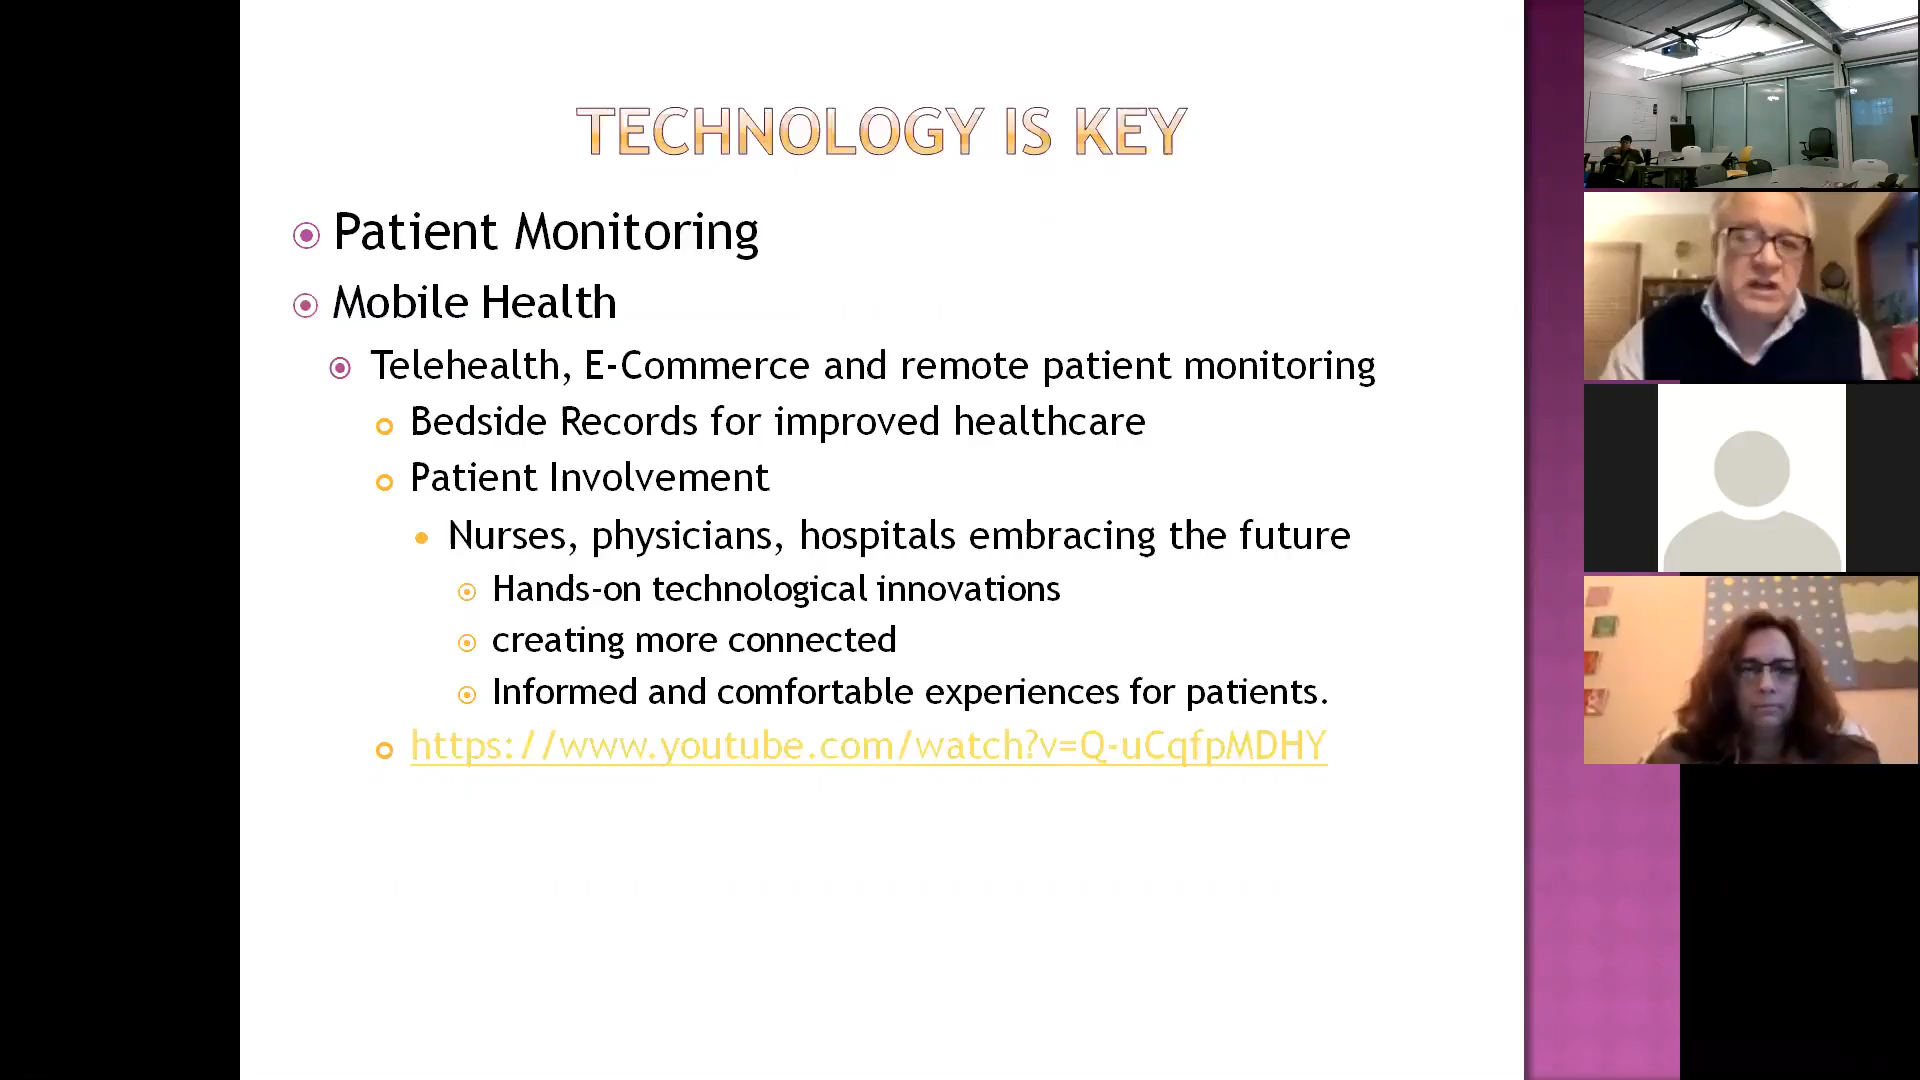 TECHNOLOGY IS KEY
Patient Monitoring
Mobile Health
Telehealth, E-Commerce and remote patient monitoring
Bedside Records for improved healthcare
Patient Involvement
Nurses, physicians, hospitals embracing the future
Hands-on technological innovations
creating more connected
Informed and comfortable experiences for patients.
https://www.youtube.com/watch?v=Q-uCqfpMDHY